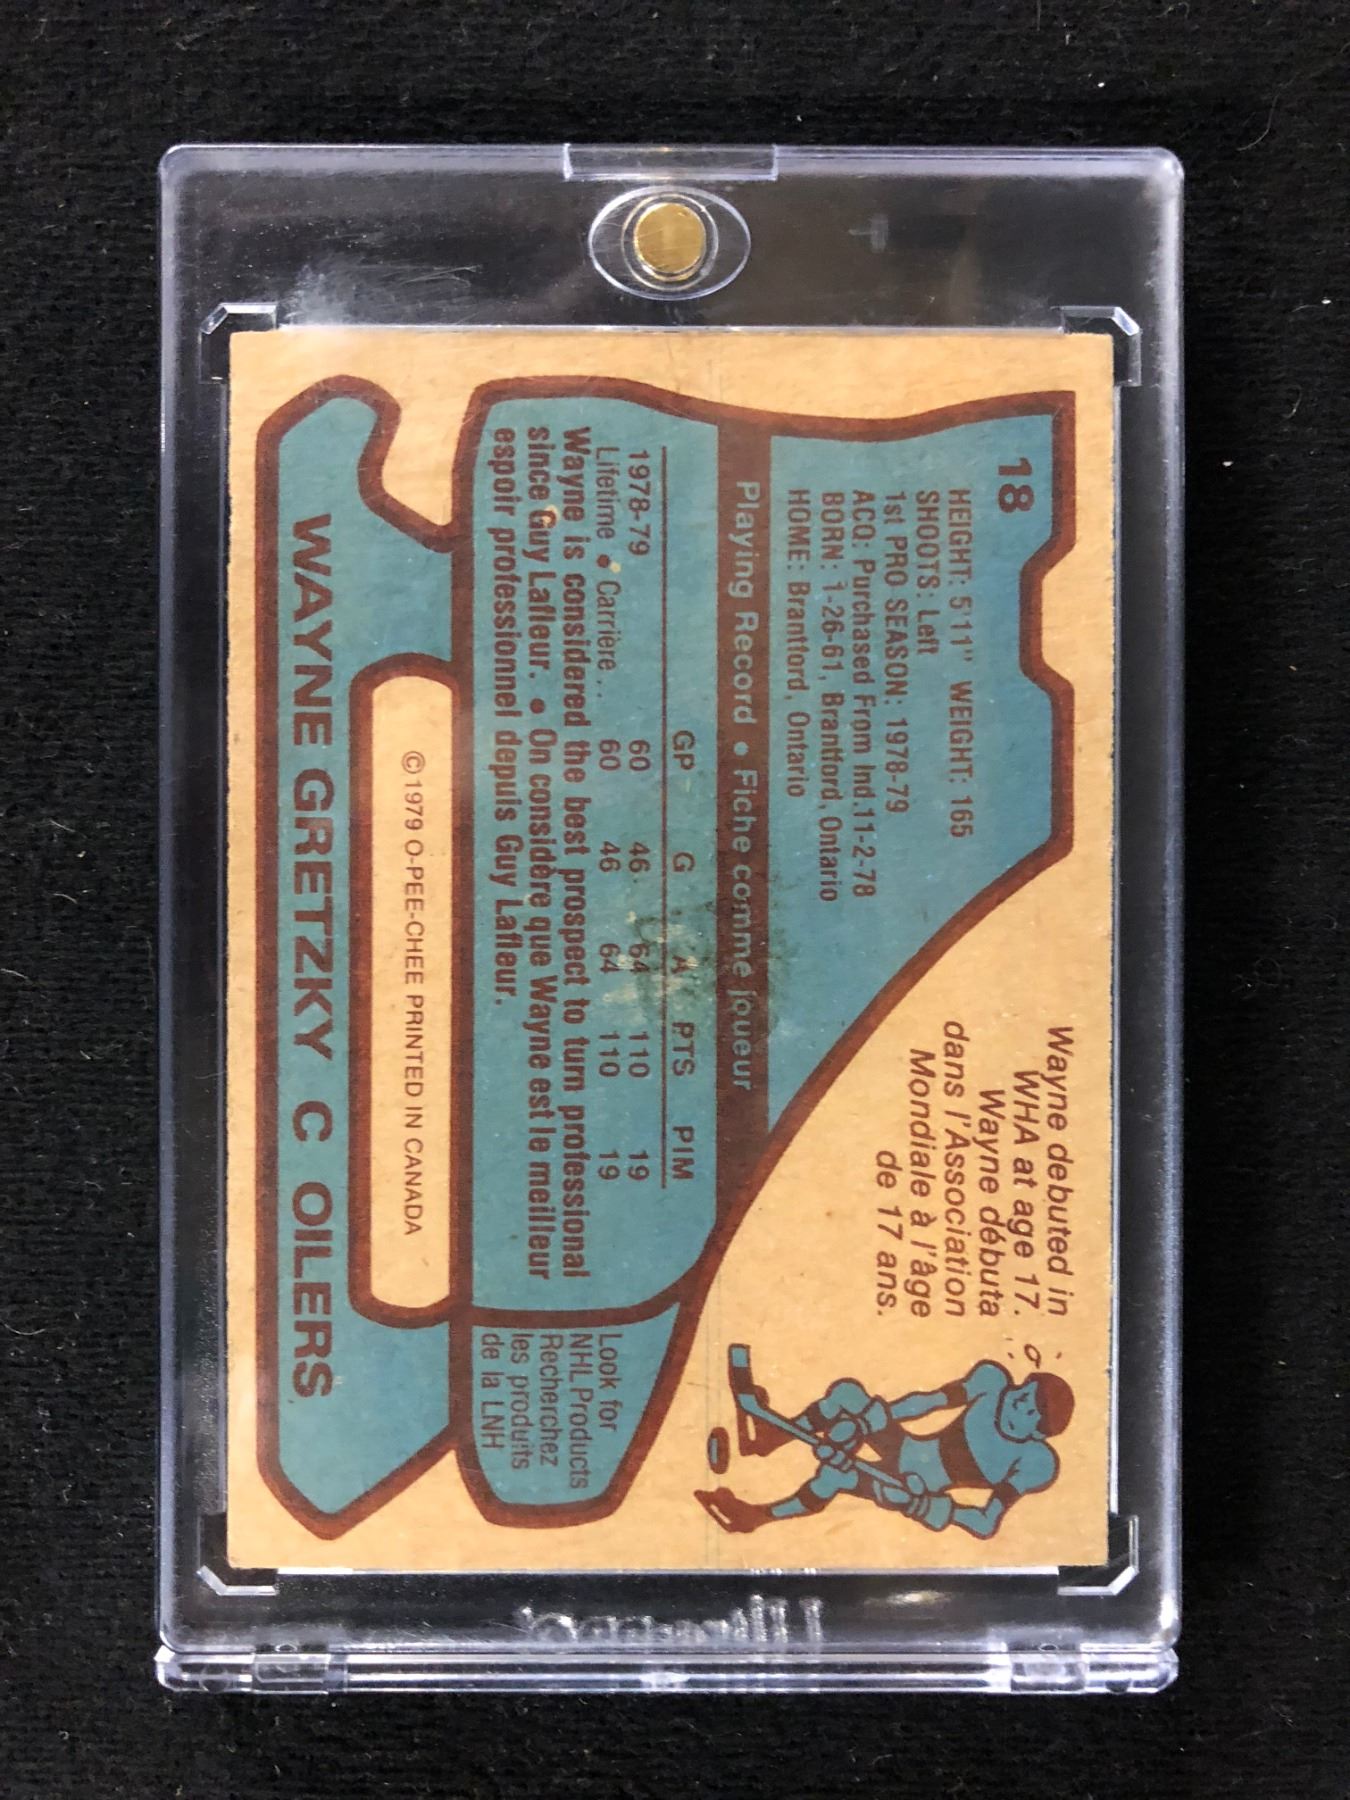 18
HEIGHT: 5'11" WEIGHT: 165
SHOOTS: Left
1st PRO SEASON: 1978-79
ACQ: Purchased From Ind. 11-2-78
BORN: 1-26-61, Brantford, Ontario
HOME: Brantford, Ontario
Wayne debuted in
WHA at age 17.
Wayne débuta
dans l'Association
Mondiale à l'âge
de 17 ans.
Playing Record • Fiche comme joueur
GP G A PTS PIM
1978-79 60 46 64 110 19
Lifetime • Carrière .. 60 46 64 110 19
Wayne is considered the best prospect to turn professional
since Guy Lafleur. • On considère que Wayne est le meilleur
espoir professionnel depuis Guy Lafleur.
Look for
NHL Products
Recherchez
les produits
de la LNH
©1979 O-PEE-CHEE PRINTED IN CANADA
WAYNE GRETZKY C OILERS